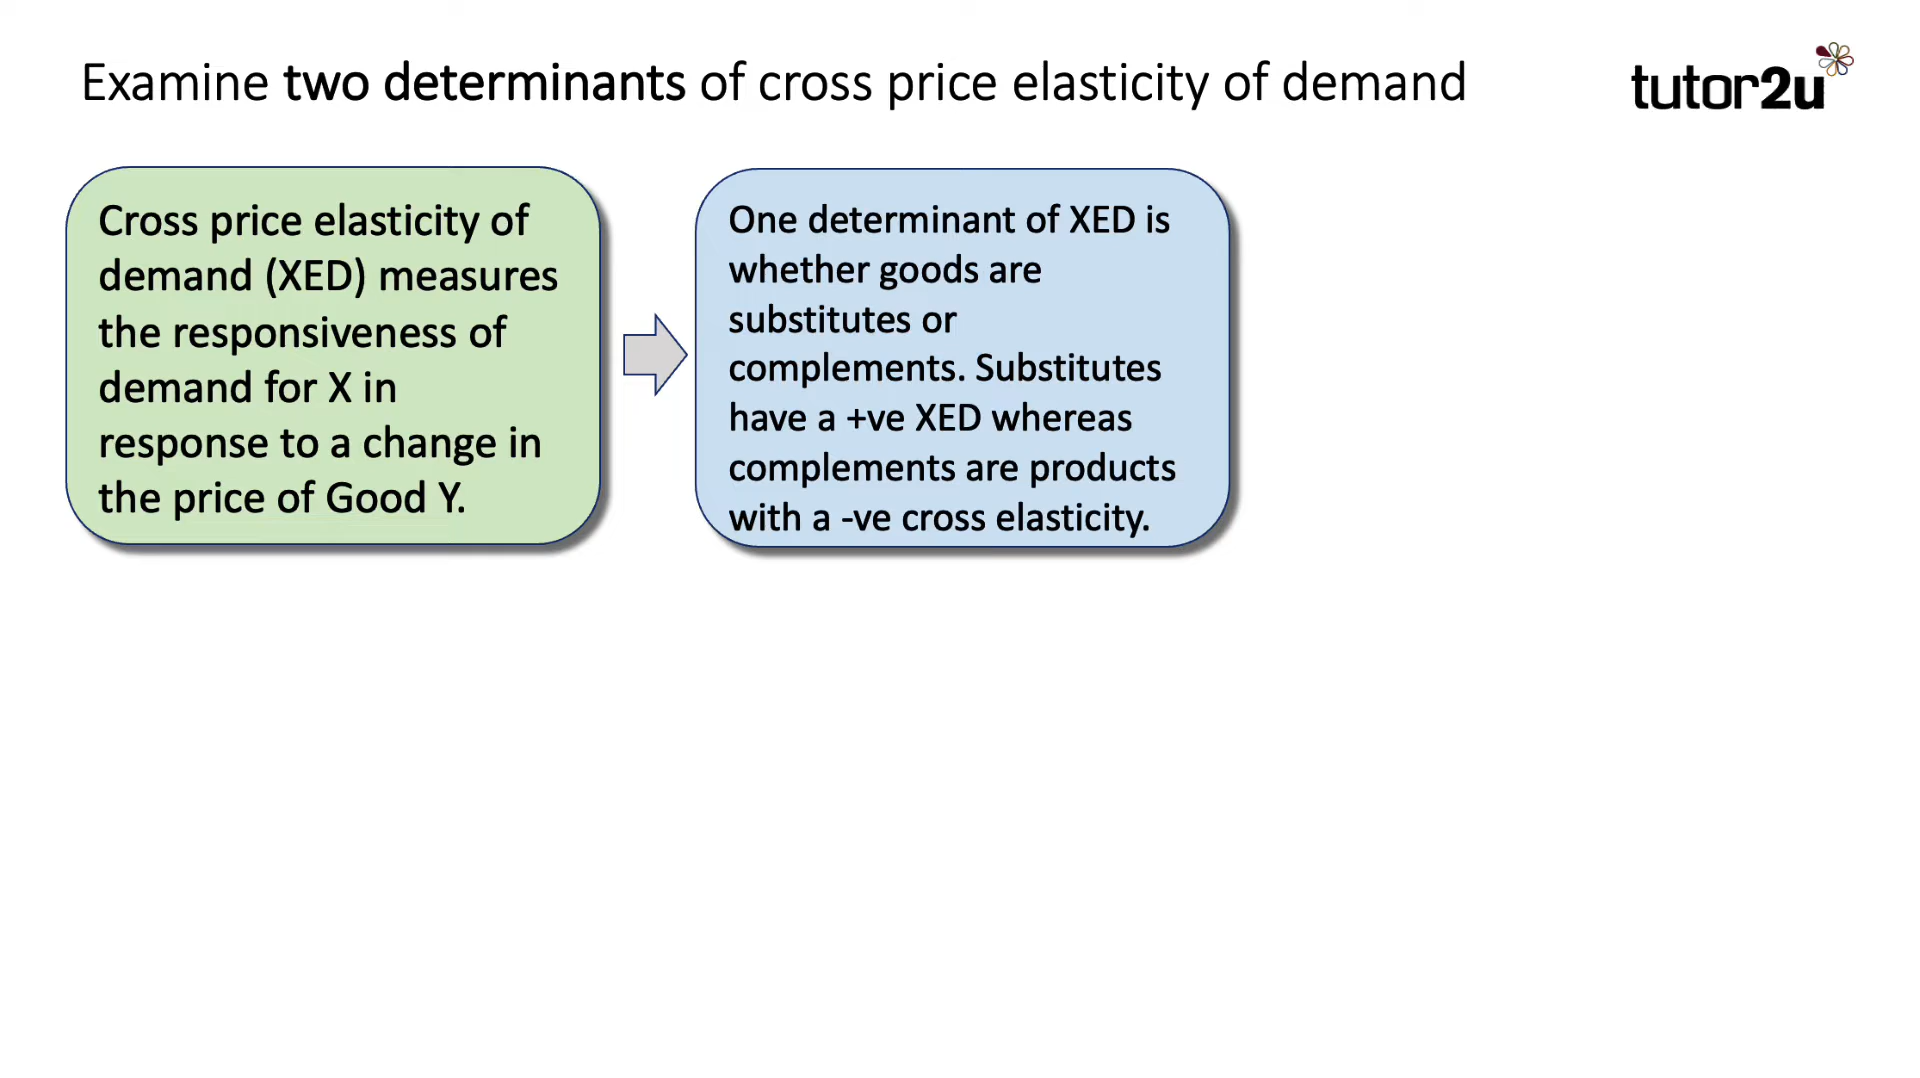 Examine two determinants of cross price elasticity of demand
tutor2u
Cross price elasticity of
demand (XED) measures
the responsiveness of
demand for X in
response to a change in
the price of Good Y.
One determinant of XED is
whether goods are
substitutes or
complements. Substitutes
have a +ve XED whereas
complements are products
with a -ve cross elasticity.